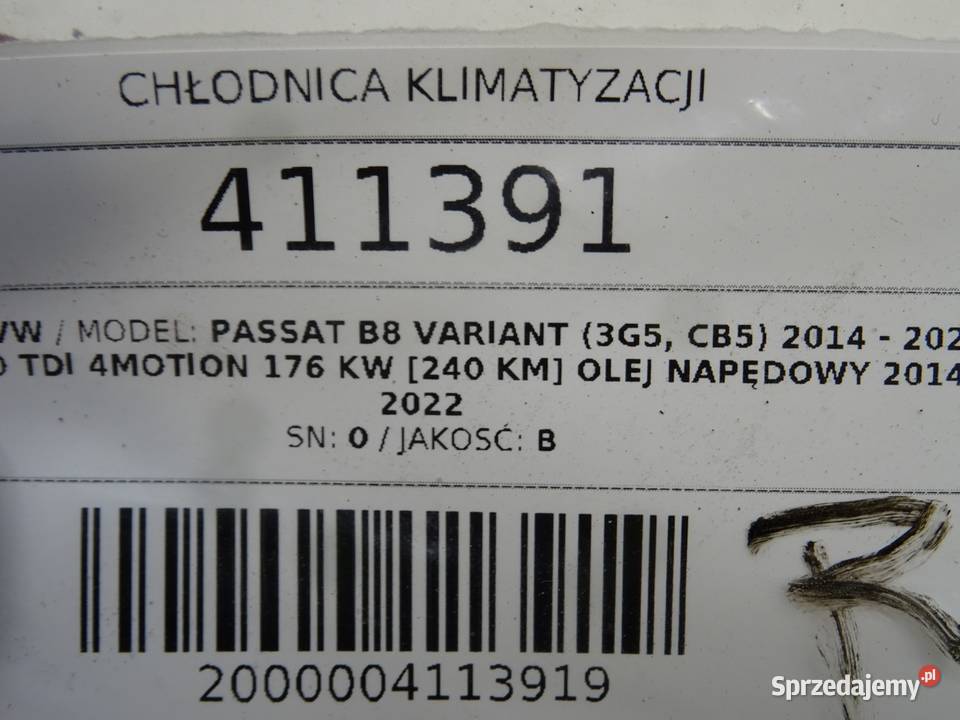 CHŁODNICA KLIMATYZACJI
411391
VW / MODEL: PASSAT B8 VARIANT (3G5, CB5) 2014 - 202
0 TDI 4MOTION 176 KW [240 KM] OLEJ NAPĘDOWY 2014
2022
SN: 0 / JAKOŚĆ: B
2000004113919
R
Sprzedajemy.pl